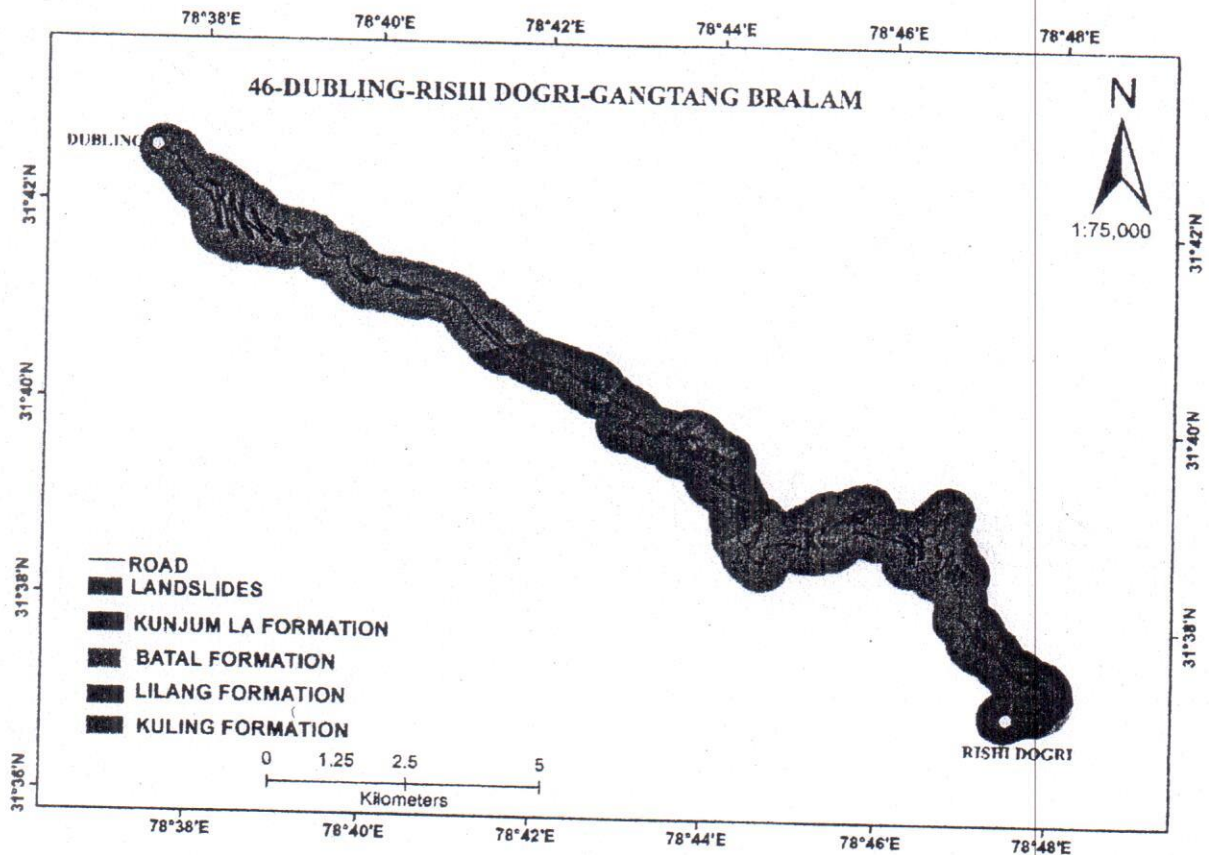 78°38'E 78°40'E 78°42'E 78°44'E 78°46'E 78°48'E
46-DUBLING-RISHI DOGRI-GANGTANG BRALAM
N
1:75,000
DUBLING
31°42'N
31°40'N
31°38'N
31°36'N
31°42'N
31°40'N
31°38'N
ROAD
LANDSLIDES
KUNJUM LA FORMATION
BATAL FORMATION
LILANG FORMATION
KULING FORMATION
0 1.25 2.5 5
Kilometers
RISHI DOGRI
78°38'E 78°40'E 78°42'E 78°44'E 78°46'E 78°48'E